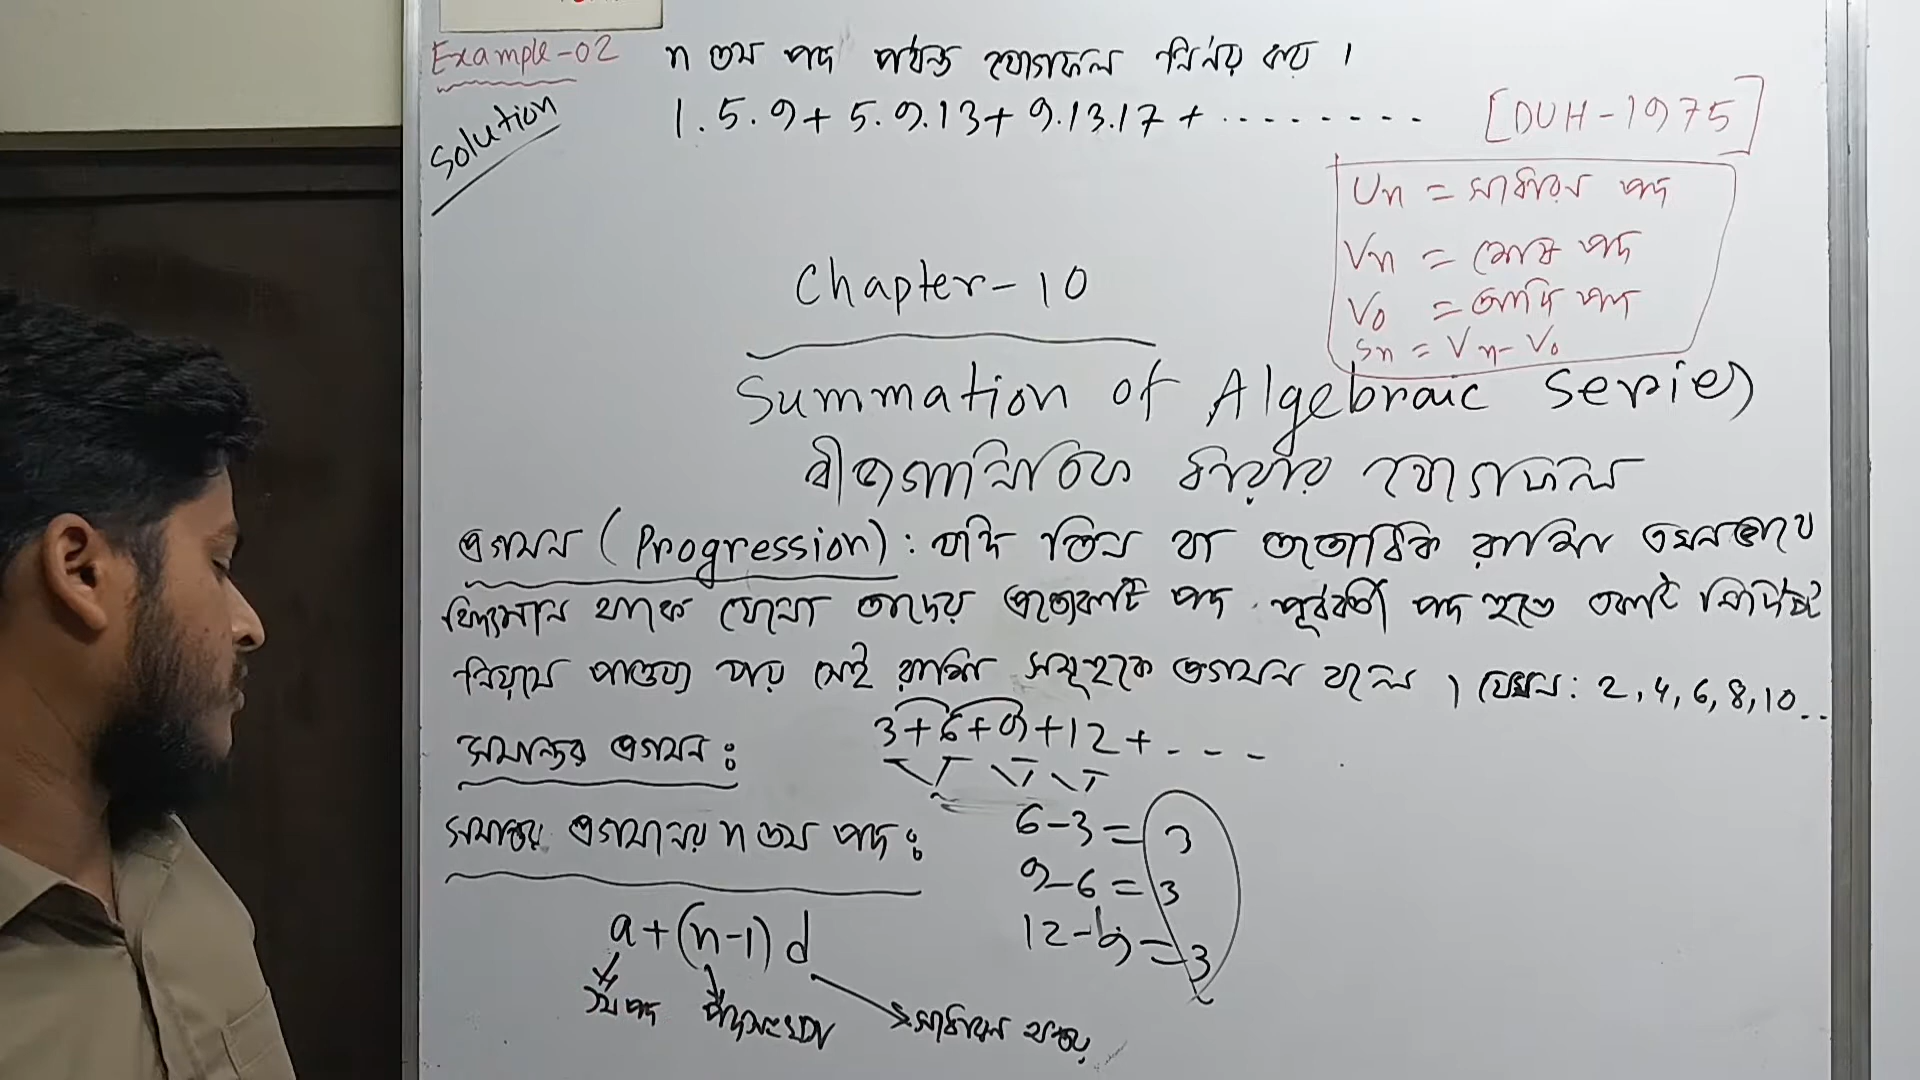 Example-02 n তম পদ পর্যন্ত যোগফল নির্ণয় কর ।
Solution
1.5.9+5.9.13+9.13.17+ ......... [DUH-1975]
Un = সাধারন পদ
Vn = শেষ পদ
V0 = আদি পদ
Sn = Vn- V0
Chapter-10
Summation of Algebraic Series
বীজগানিতিক ধারার যোগফল
প্রগমন (Progression) : যদি তিন বা ততোধিক রাশি এমনভাবে
বিদ্যমান থাকে যেনো তাদের প্রত্যেকটি পদ পূর্ববর্তী পদ হতে একটি নির্দিষ্ট
নিয়মে পাওয়া যায় সেই রাশি সমূহকে প্রগমন বলে । যেমন: 2,4,6,8,10..
সমান্তর প্রগমন: 3+6+9+12+---
সমান্তর প্রগমনের n তম পদ:
6-3=3
9-6=3
12-9=3
a+(n-1)d
১ম পদ পদসংখ্যা সাধারন অন্তর